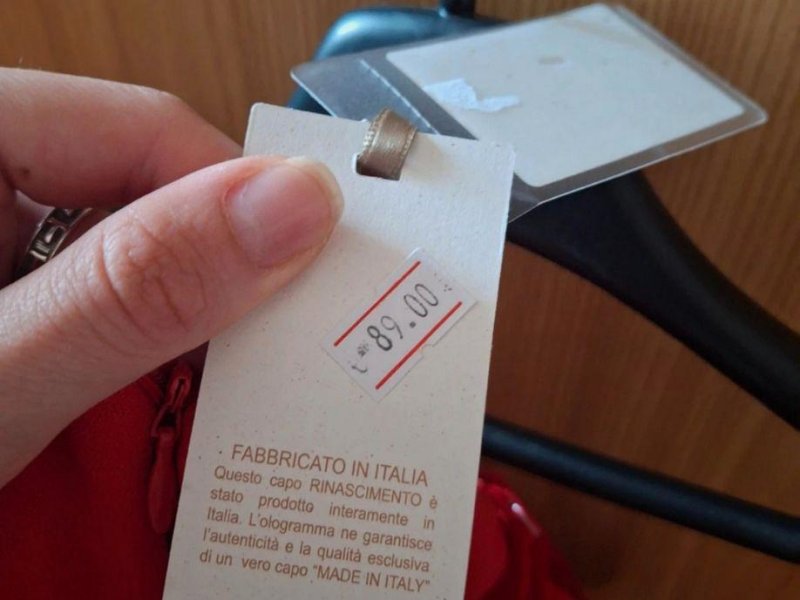 89.00
FABBRICATO IN ITALIA
Questo capo RINASCIMENTO è
stato prodotto interamente in
Italia. L'ologramma ne garantisce
l'autenticità e la qualità esclusiva
di un vero capo "MADE IN ITALY"